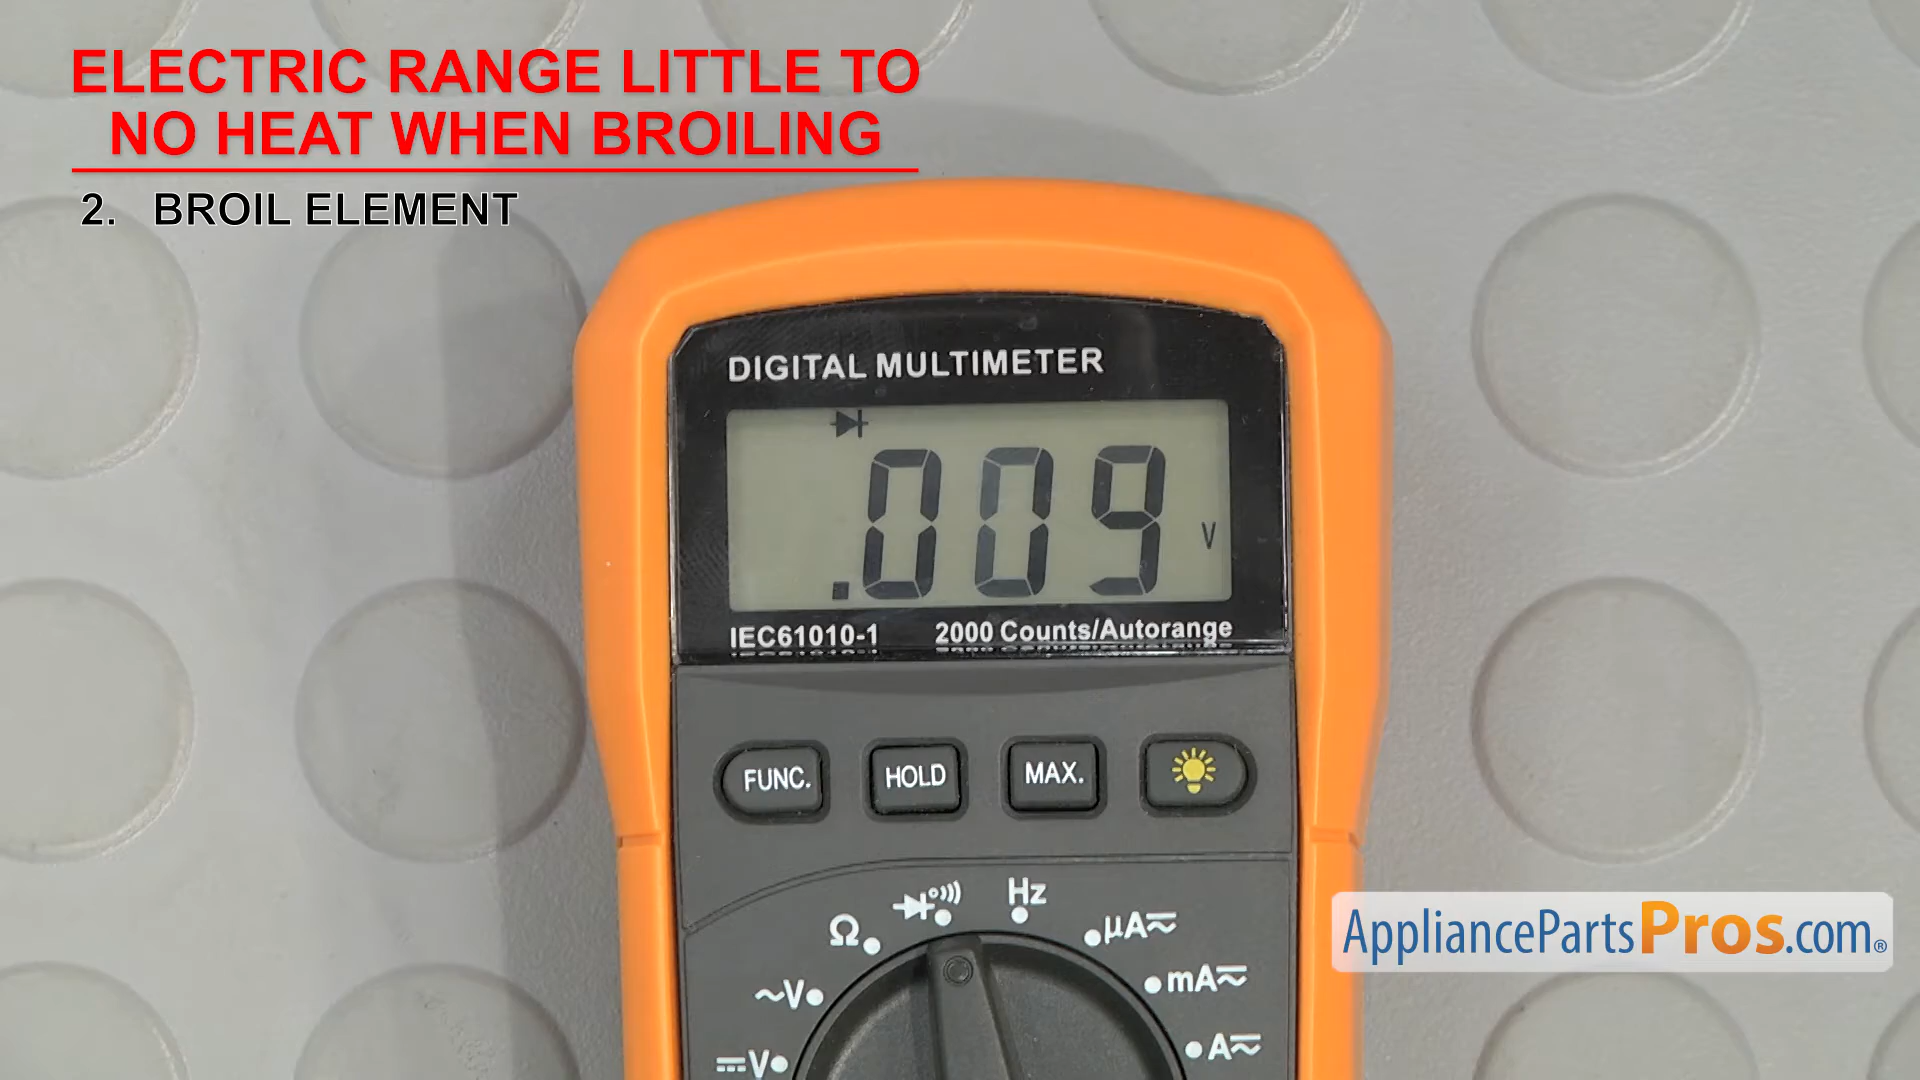 ELECTRIC RANGE LITTLE TO
NO HEAT WHEN BROILING
2. BROIL ELEMENT
DIGITAL MULTIMETER
.009 V
IEC61010-1 2000 Counts/Autorange
FUNC. HOLD MAX.
Hz
Ω µA
~V mA
V A
AppliancePartsPros.com®